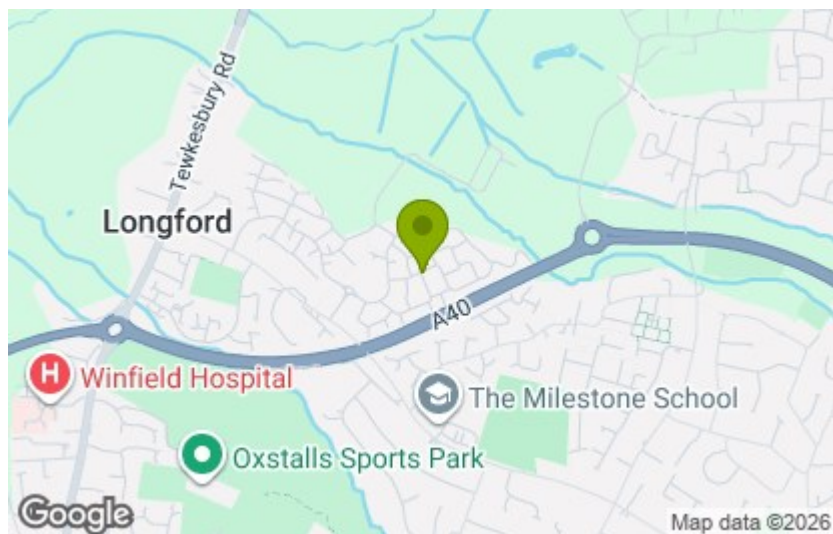 Tewkesbury Rd
Longford
A40
H
Winfield Hospital
The Milestone School
Oxstalls Sports Park
Google
Map data ©2026